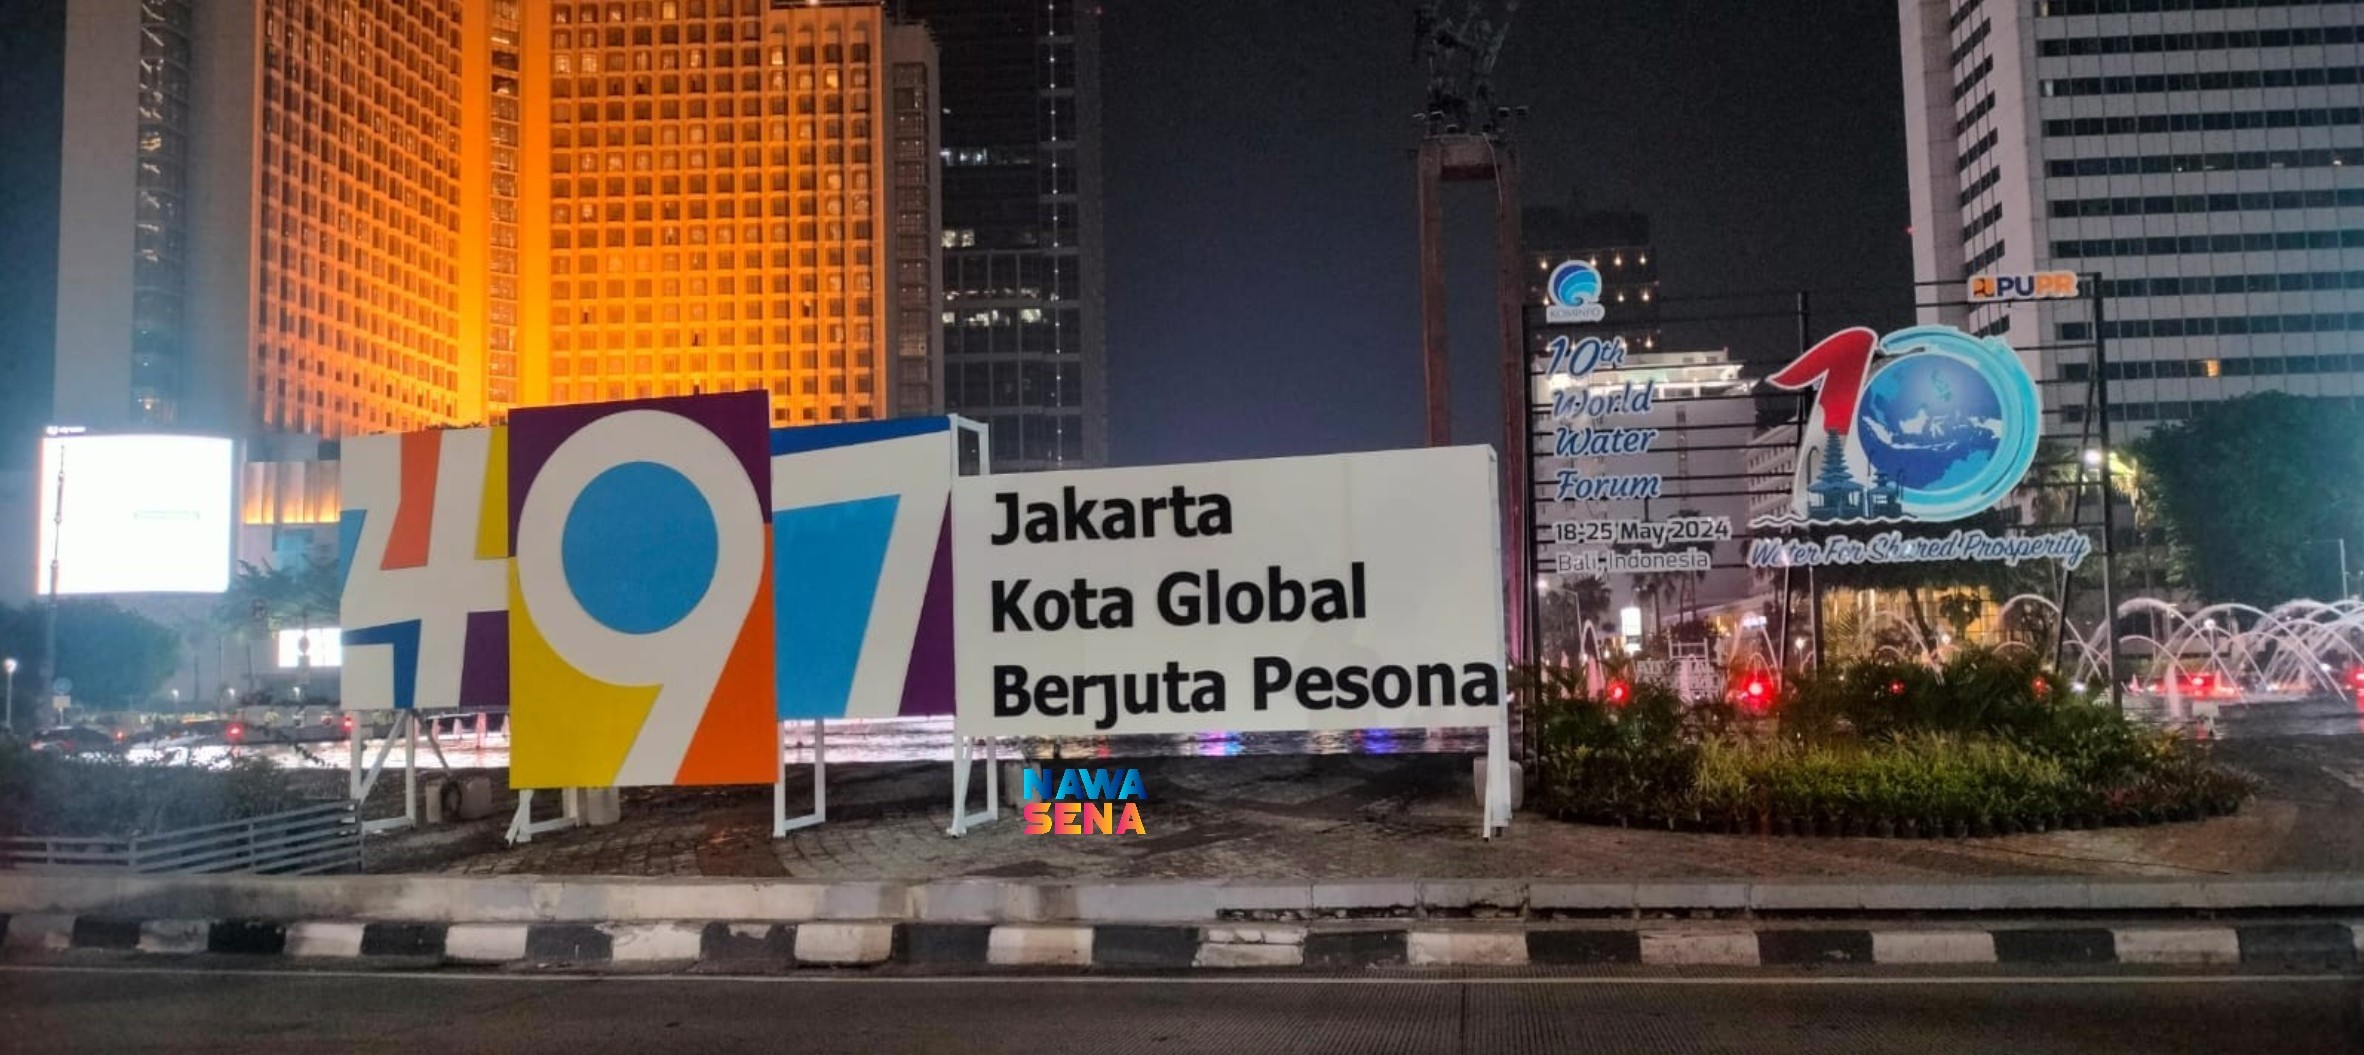 497
Jakarta
Kota Global
Berjuta Pesona
NAWA
SENA
KOMINFO
10th
World
Water
Forum
18-25 May 2024
Bali, Indonesia
PUPR
10
Water For Shared Prosperity